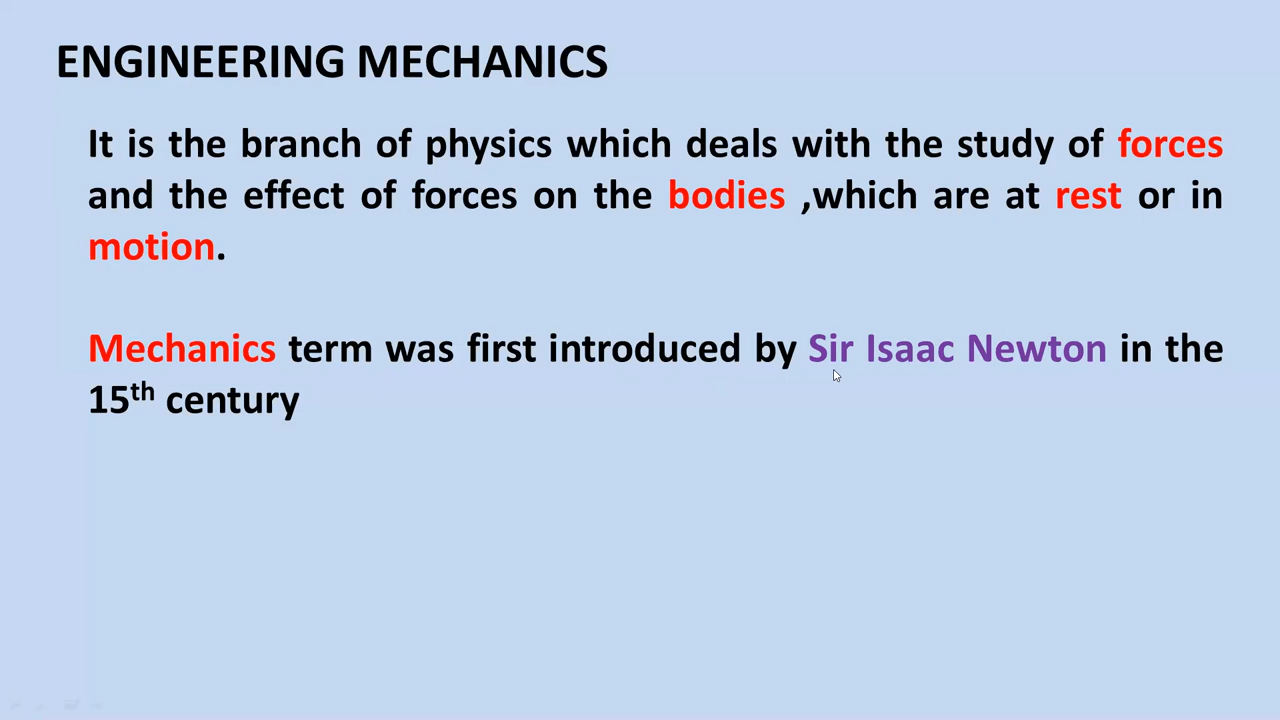 ENGINEERING MECHANICS
It is the branch of physics which deals with the study of forces
and the effect of forces on the bodies ,which are at rest or in
motion.
Mechanics term was first introduced by Sir Isaac Newton in the
15th century